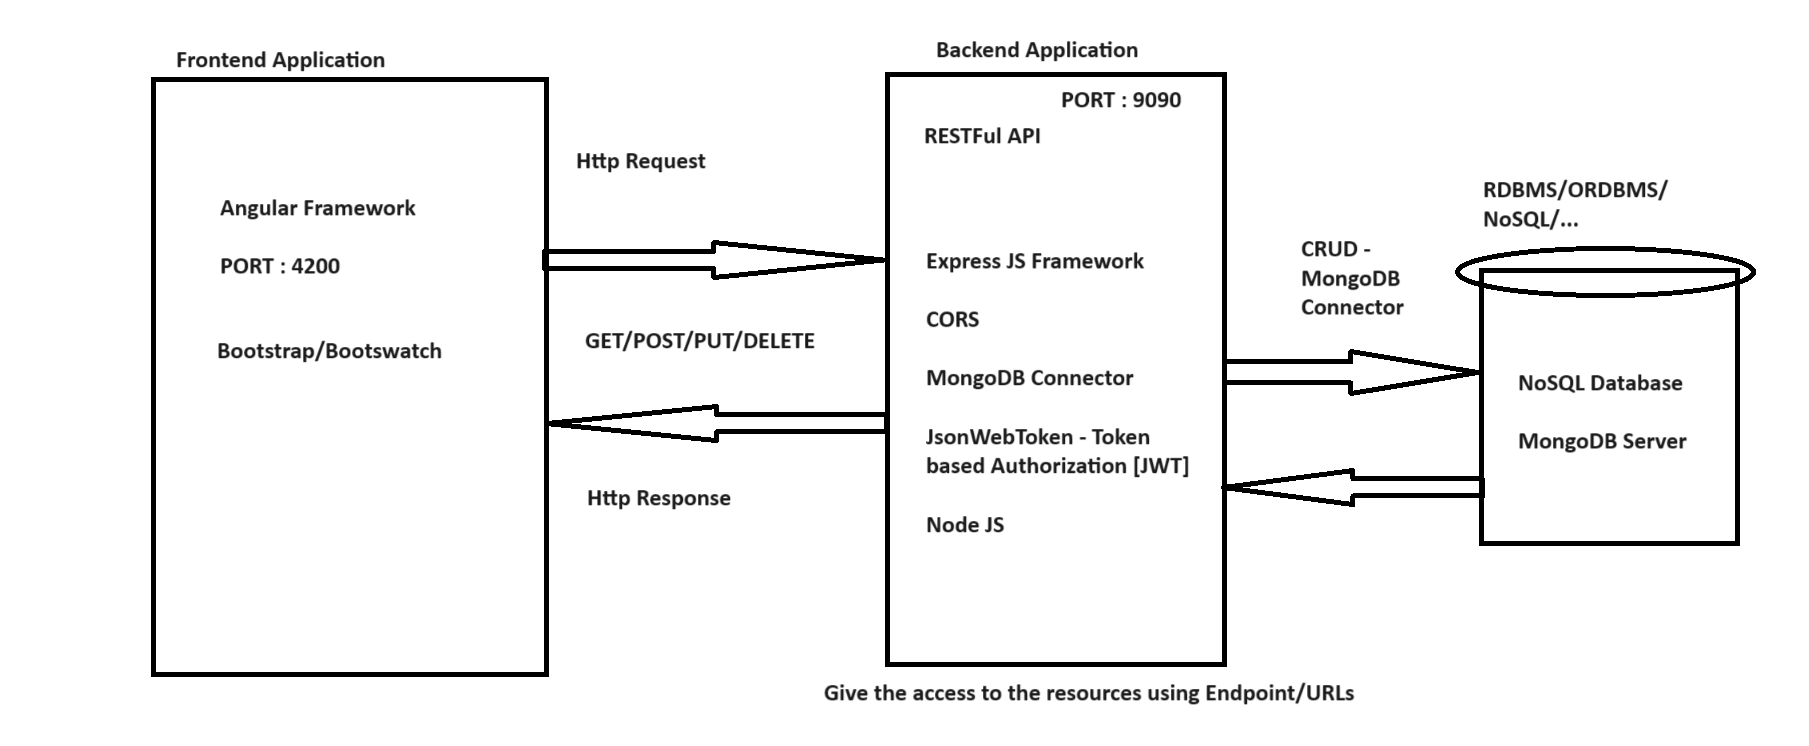 Frontend Application
Angular Framework
PORT : 4200
Bootstrap/Bootswatch
Http Request
GET/POST/PUT/DELETE
Http Response
Backend Application
PORT : 9090
RESTFul API
Express JS Framework
CORS
MongoDB Connector
JsonWebToken - Token
based Authorization [JWT]
Node JS
Give the access to the resources using Endpoint/URLs
CRUD -
MongoDB
Connector
RDBMS/ORDBMS/
NoSQL/...
NoSQL Database
MongoDB Server